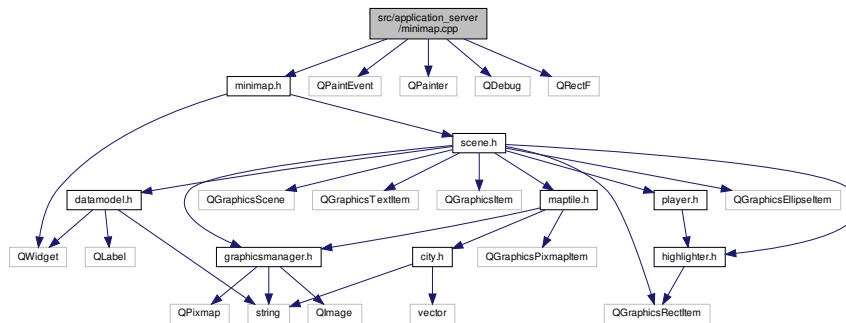 src/application_server
/minimap.cpp
minimap.h
QPaintEvent
QPainter
QDebug
QRectF
scene.h
datamodel.h
QGraphicsScene
QGraphicsTextItem
QGraphicsItem
maptile.h
player.h
QGraphicsEllipseItem
QWidget
QLabel
graphicsmanager.h
city.h
QGraphicsPixmapItem
highlighter.h
QPixmap
string
QImage
vector
QGraphicsRectItem